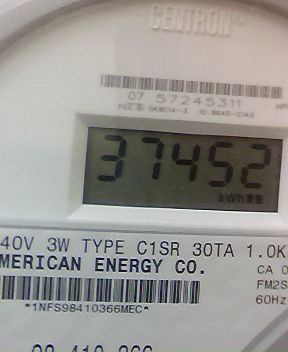 CENTRON®
07 57245311
37452
kWh
40V 3W TYPE C1SR 30TA 1.0K
MERICAN ENERGY CO.
CA 0
FM2S
60Hz
*1NFS98410366MEC*